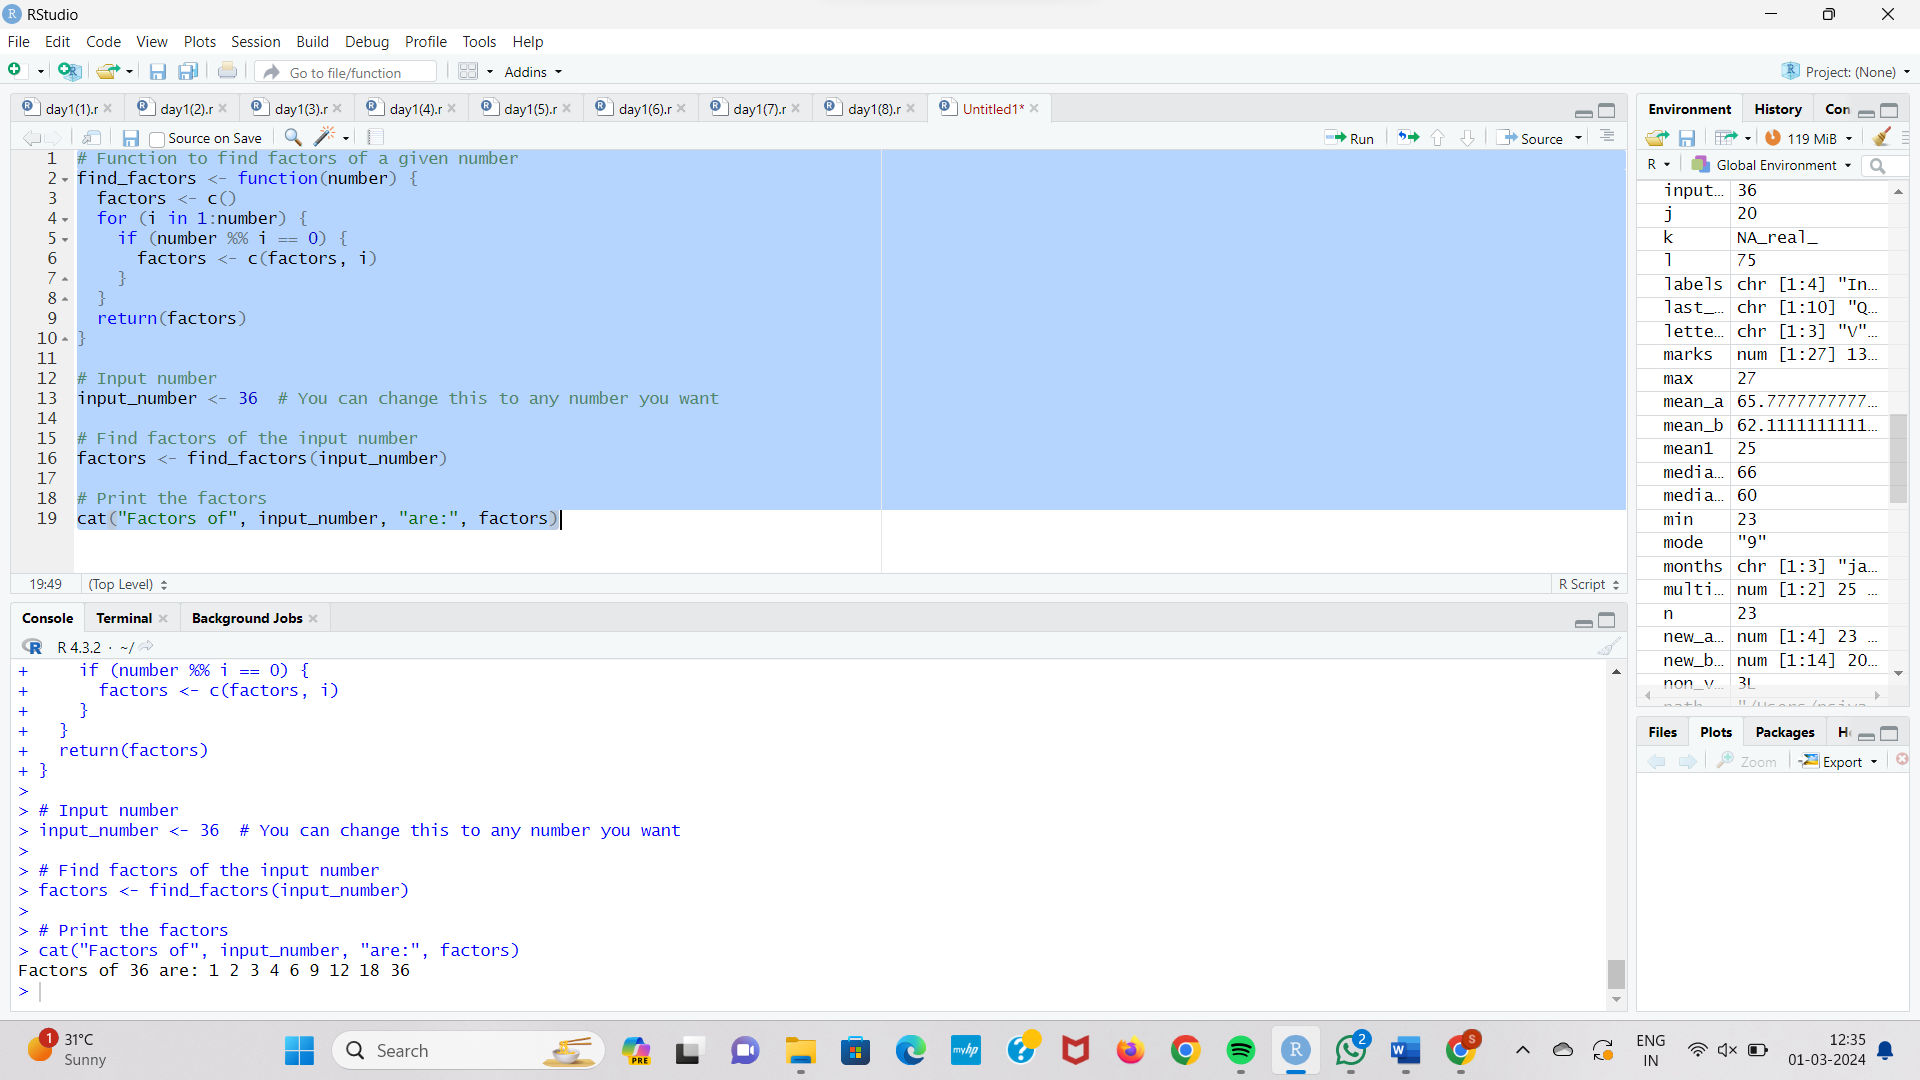 RStudio
File Edit Code View Plots Session Build Debug Profile Tools Help
Go to file/function Addins Project: (None)
day1(1).r day1(2).r day1(3).r day1(4).r day1(5).r day1(6).r day1(7).r day1(8).r Untitled1*
Source on Save Run Source
1 # Function to find factors of a given number
2 find_factors <- function(number) {
3 factors <- c()
4 for (i in 1:number) {
5 if (number %% i == 0) {
6 factors <- c(factors, i)
7 }
8 }
9 return(factors)
10 }
11
12 # Input number
13 input_number <- 36  # You can change this to any number you want
14
15 # Find factors of the input number
16 factors <- find_factors(input_number)
17
18 # Print the factors
19 cat("Factors of", input_number, "are:", factors)
19:49 (Top Level) R Script
Console Terminal Background Jobs
R 4.3.2 · ~/
+ if (number %% i == 0) {
+ factors <- c(factors, i)
+ }
+ }
+ return(factors)
+ }
>
> # Input number
> input_number <- 36  # You can change this to any number you want
>
> # Find factors of the input number
> factors <- find_factors(input_number)
>
> # Print the factors
> cat("Factors of", input_number, "are:", factors)
Factors of 36 are: 1 2 3 4 6 9 12 18 36
>
Environment History Con
119 MiB
R Global Environment
input... 36
j 20
k NA_real_
l 75
labels chr [1:4] "In...
last_... chr [1:10] "Q...
lette... chr [1:3] "V"...
marks num [1:27] 13...
max 27
mean_a 65.7777777777...
mean_b 62.1111111111...
mean1 25
media... 66
media... 60
min 23
mode "9"
months chr [1:3] "ja...
multi... num [1:2] 25 ...
n 23
new_a... num [1:4] 23 ...
new_b... num [1:14] 20...
non_v... 3L
Files Plots Packages H
Zoom Export
1 31°C
Sunny
Search
PRE
myhp
2
S
ENG
IN
12:35
01-03-2024